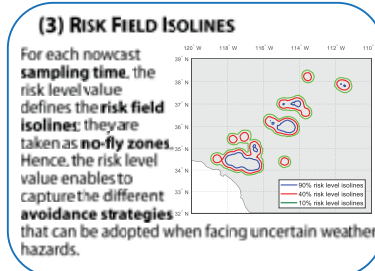 (3) RISK FIELD ISOLINES
For each nowcast
sampling time, the
risk level value
defines the risk field
isolines; they are
taken as no-fly zones.
Hence, the risk level
value enables to
capture the different
avoidance strategies
that can be adopted when facing uncertain weather
hazards.
120° W 118° W 116° W 114° W 112° W 110°
39° N
38° N
37° N
36° N
35° N
34° N
33° N
32° N
90% risk level isolines
40% risk level isolines
10% risk level isolines